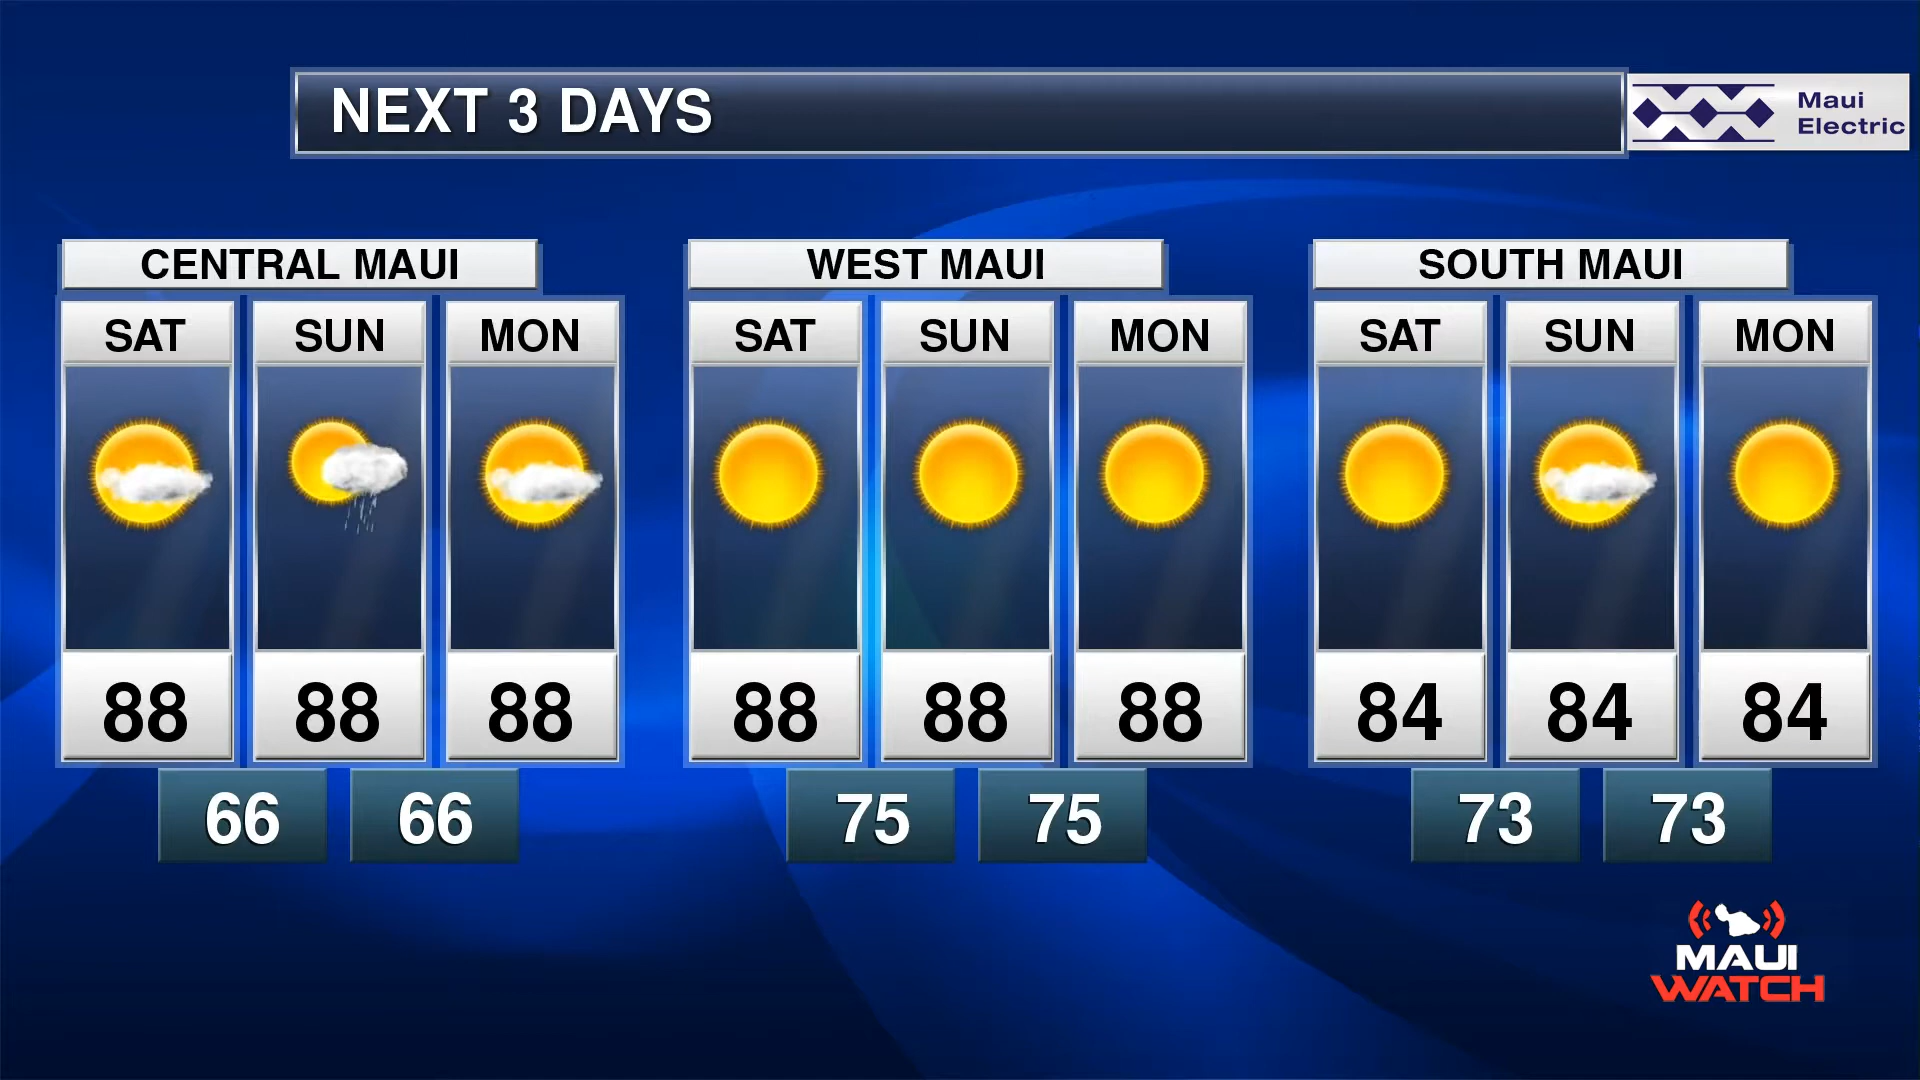 NEXT 3 DAYS
Maui
Electric
CENTRAL MAUI
SAT SUN MON
88 88 88
66 66
WEST MAUI
SAT SUN MON
88 88 88
75 75
SOUTH MAUI
SAT SUN MON
84 84 84
73 73
MAUI
WATCH